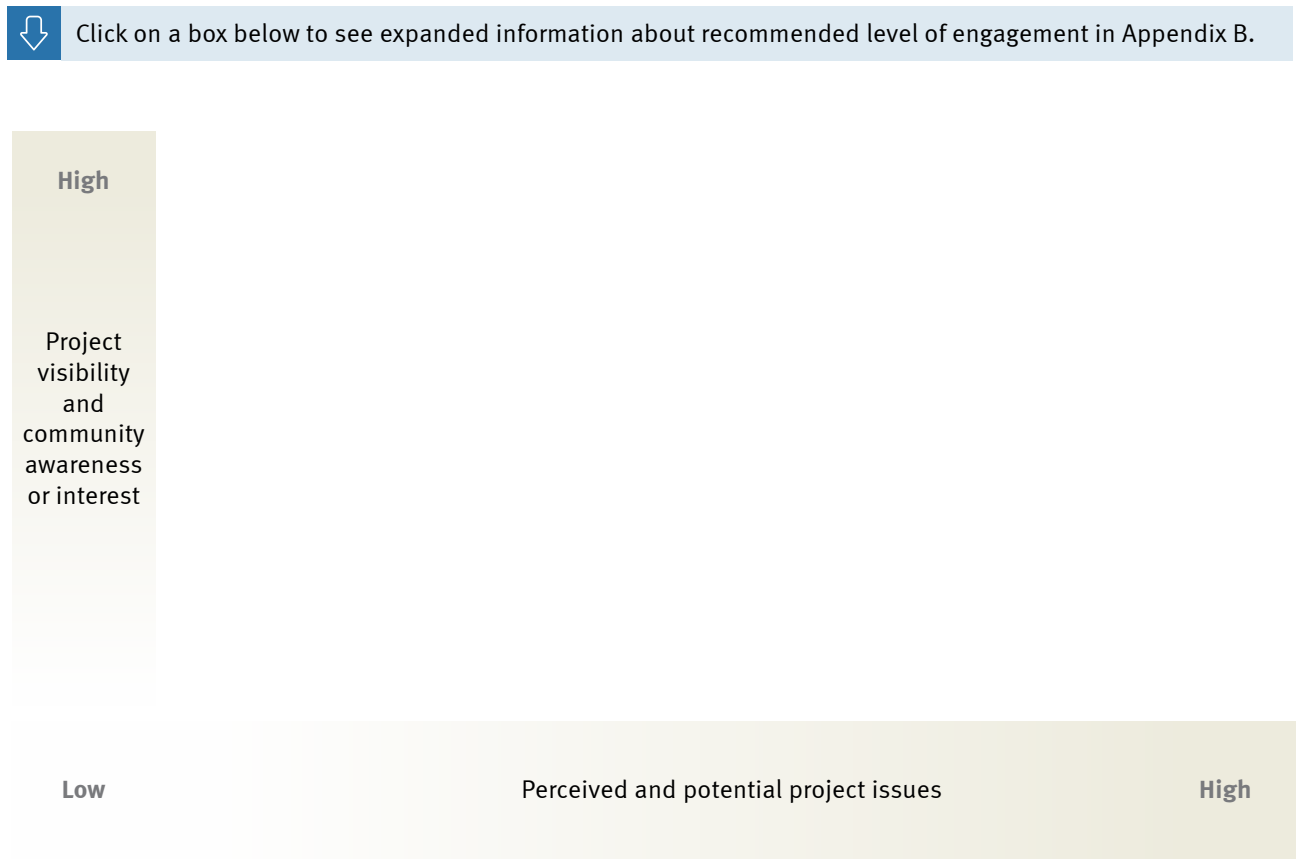 Click on a box below to see expanded information about recommended level of engagement in Appendix B.
High
Project
visibility
and
community
awareness
or interest
Low
Perceived and potential project issues
High